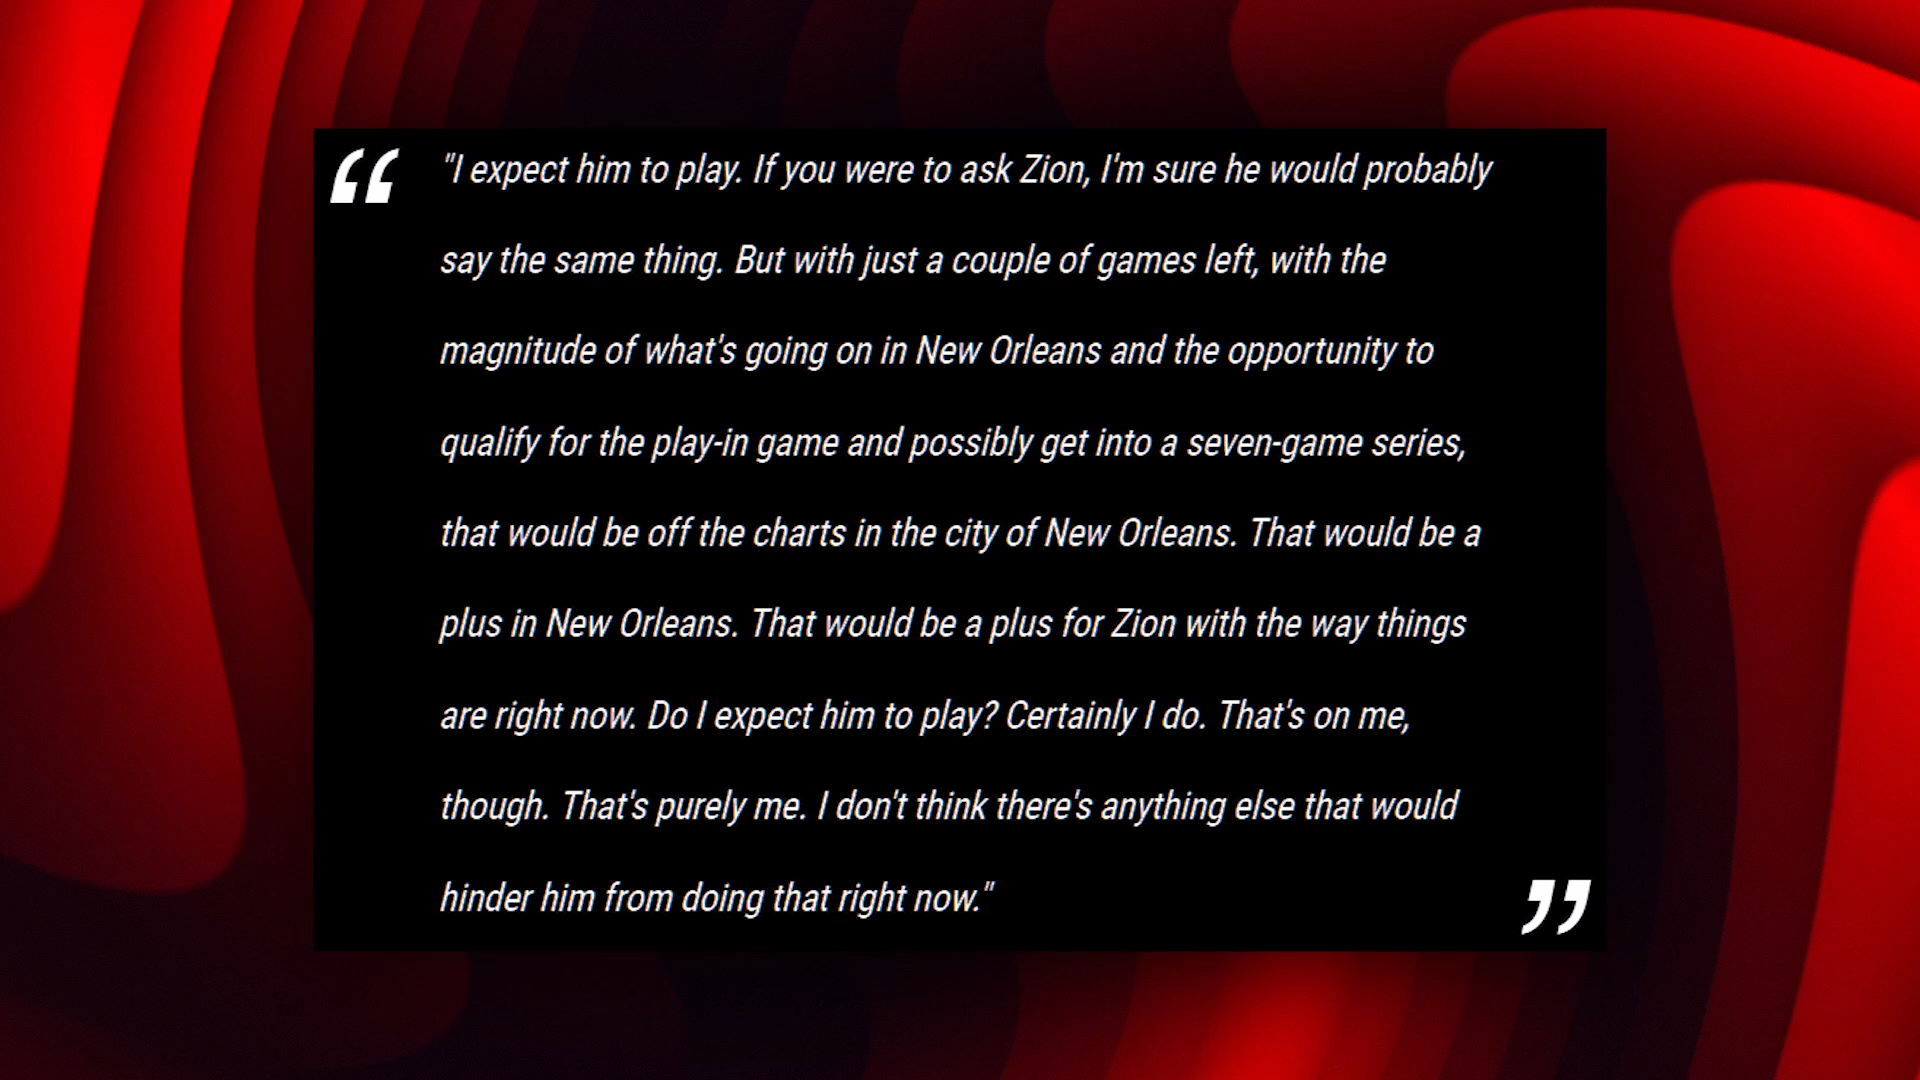 “
"I expect him to play. If you were to ask Zion, I'm sure he would probably
say the same thing. But with just a couple of games left, with the
magnitude of what's going on in New Orleans and the opportunity to
qualify for the play-in game and possibly get into a seven-game series,
that would be off the charts in the city of New Orleans. That would be a
plus in New Orleans. That would be a plus for Zion with the way things
are right now. Do I expect him to play? Certainly I do. That's on me,
though. That's purely me. I don't think there's anything else that would
hinder him from doing that right now."
”